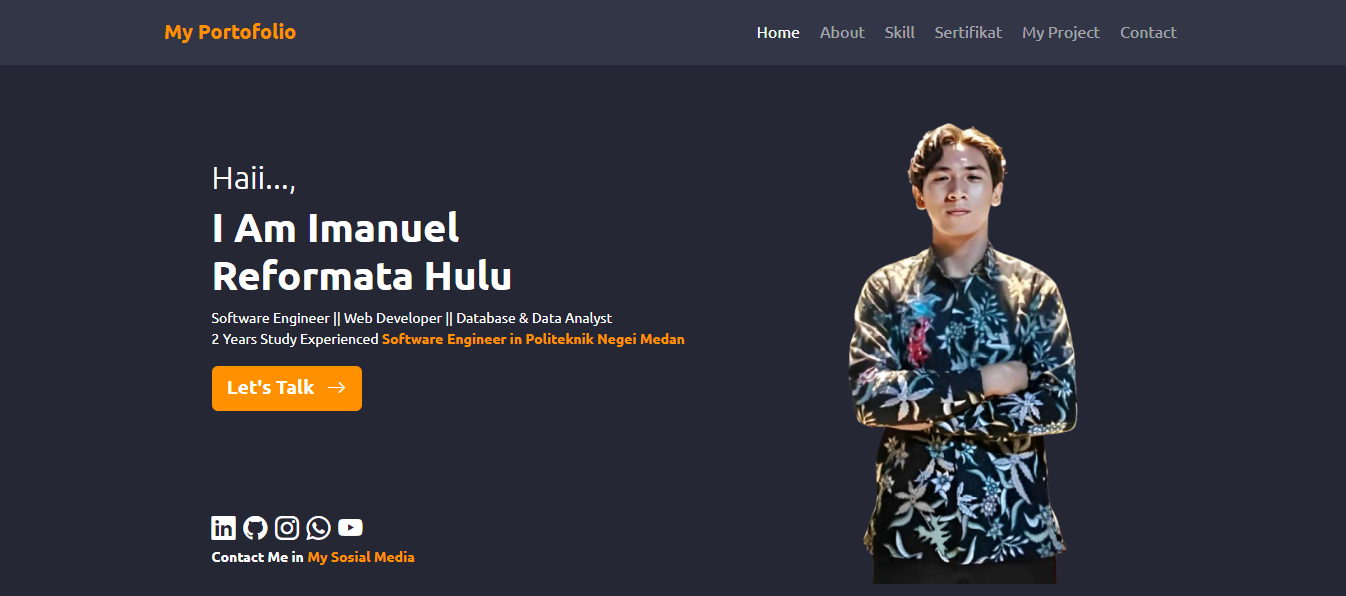 My Portofolio
Home About Skill Sertifikat My Project Contact
Haii...,
I Am Imanuel
Reformata Hulu
Software Engineer || Web Developer || Database & Data Analyst
2 Years Study Experienced Software Engineer in Politeknik Negei Medan
Let's Talk →
in
Contact Me in My Sosial Media